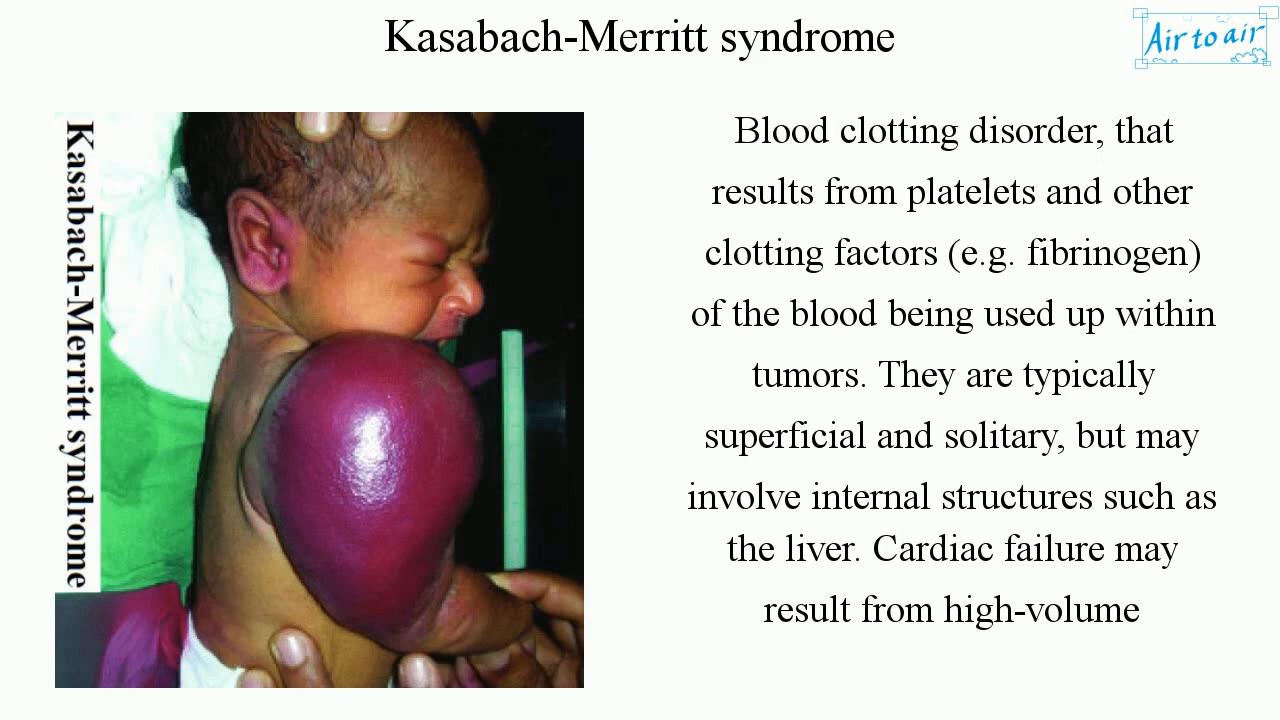 Kasabach-Merritt syndrome
Air to air
Kasabach-Merritt syndrome
Blood clotting disorder, that
results from platelets and other
clotting factors (e.g. fibrinogen)
of the blood being used up within
tumors. They are typically
superficial and solitary, but may
involve internal structures such as
the liver. Cardiac failure may
result from high-volume